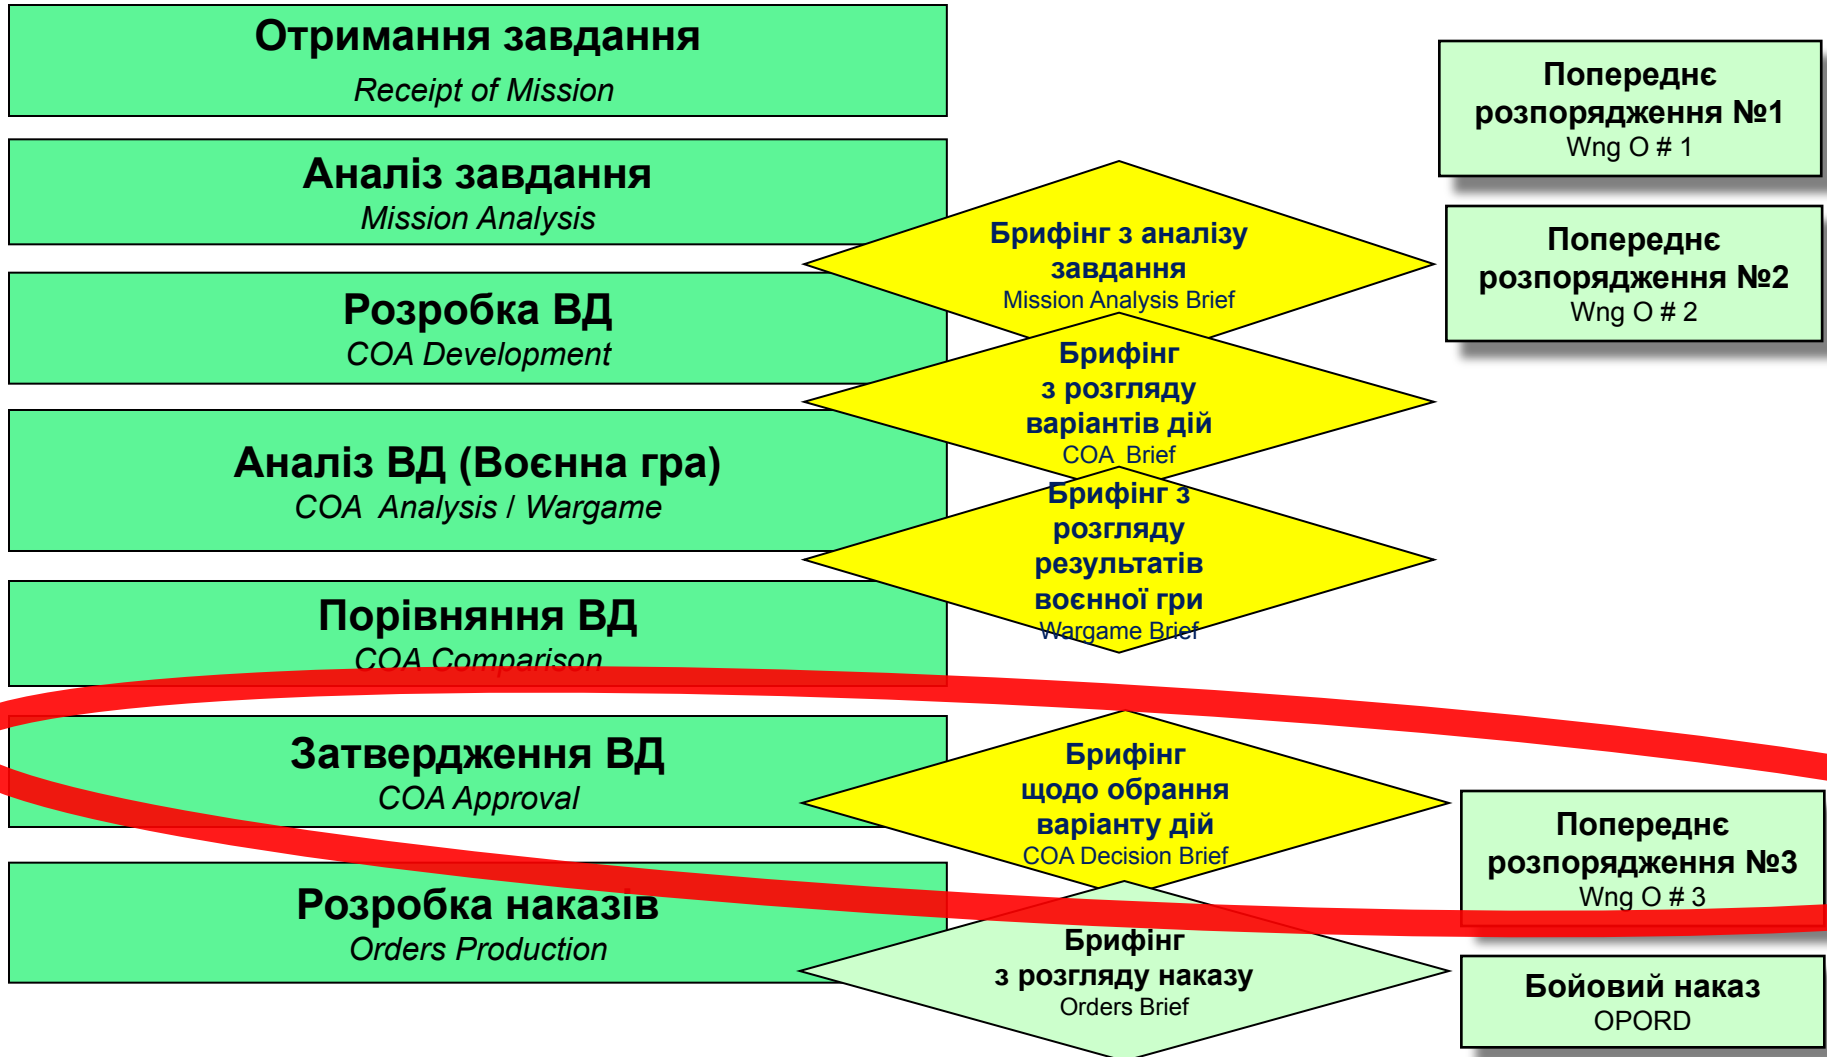 Отримання завдання
Receipt of Mission
Аналіз завдання
Mission Analysis
Розробка ВД
COA Development
Аналіз ВД (Воєнна гра)
COA Analysis / Wargame
Порівняння ВД
COA Comparison
Затвердження ВД
COA Approval
Розробка наказів
Orders Production
Брифінг з аналізу
завдання
Mission Analysis Brief
Брифінг
з розгляду
варіантів дій
COA Brief
Брифінг з
розгляду
результатів
воєнної гри
Wargame Brief
Брифінг
щодо обрання
варіанту дій
COA Decision Brief
Брифінг
з розгляду наказу
Orders Brief
Попереднє
розпорядження №1
Wng O # 1
Попереднє
розпорядження №2
Wng O # 2
Попереднє
розпорядження №3
Wng O # 3
Бойовий наказ
OPORD